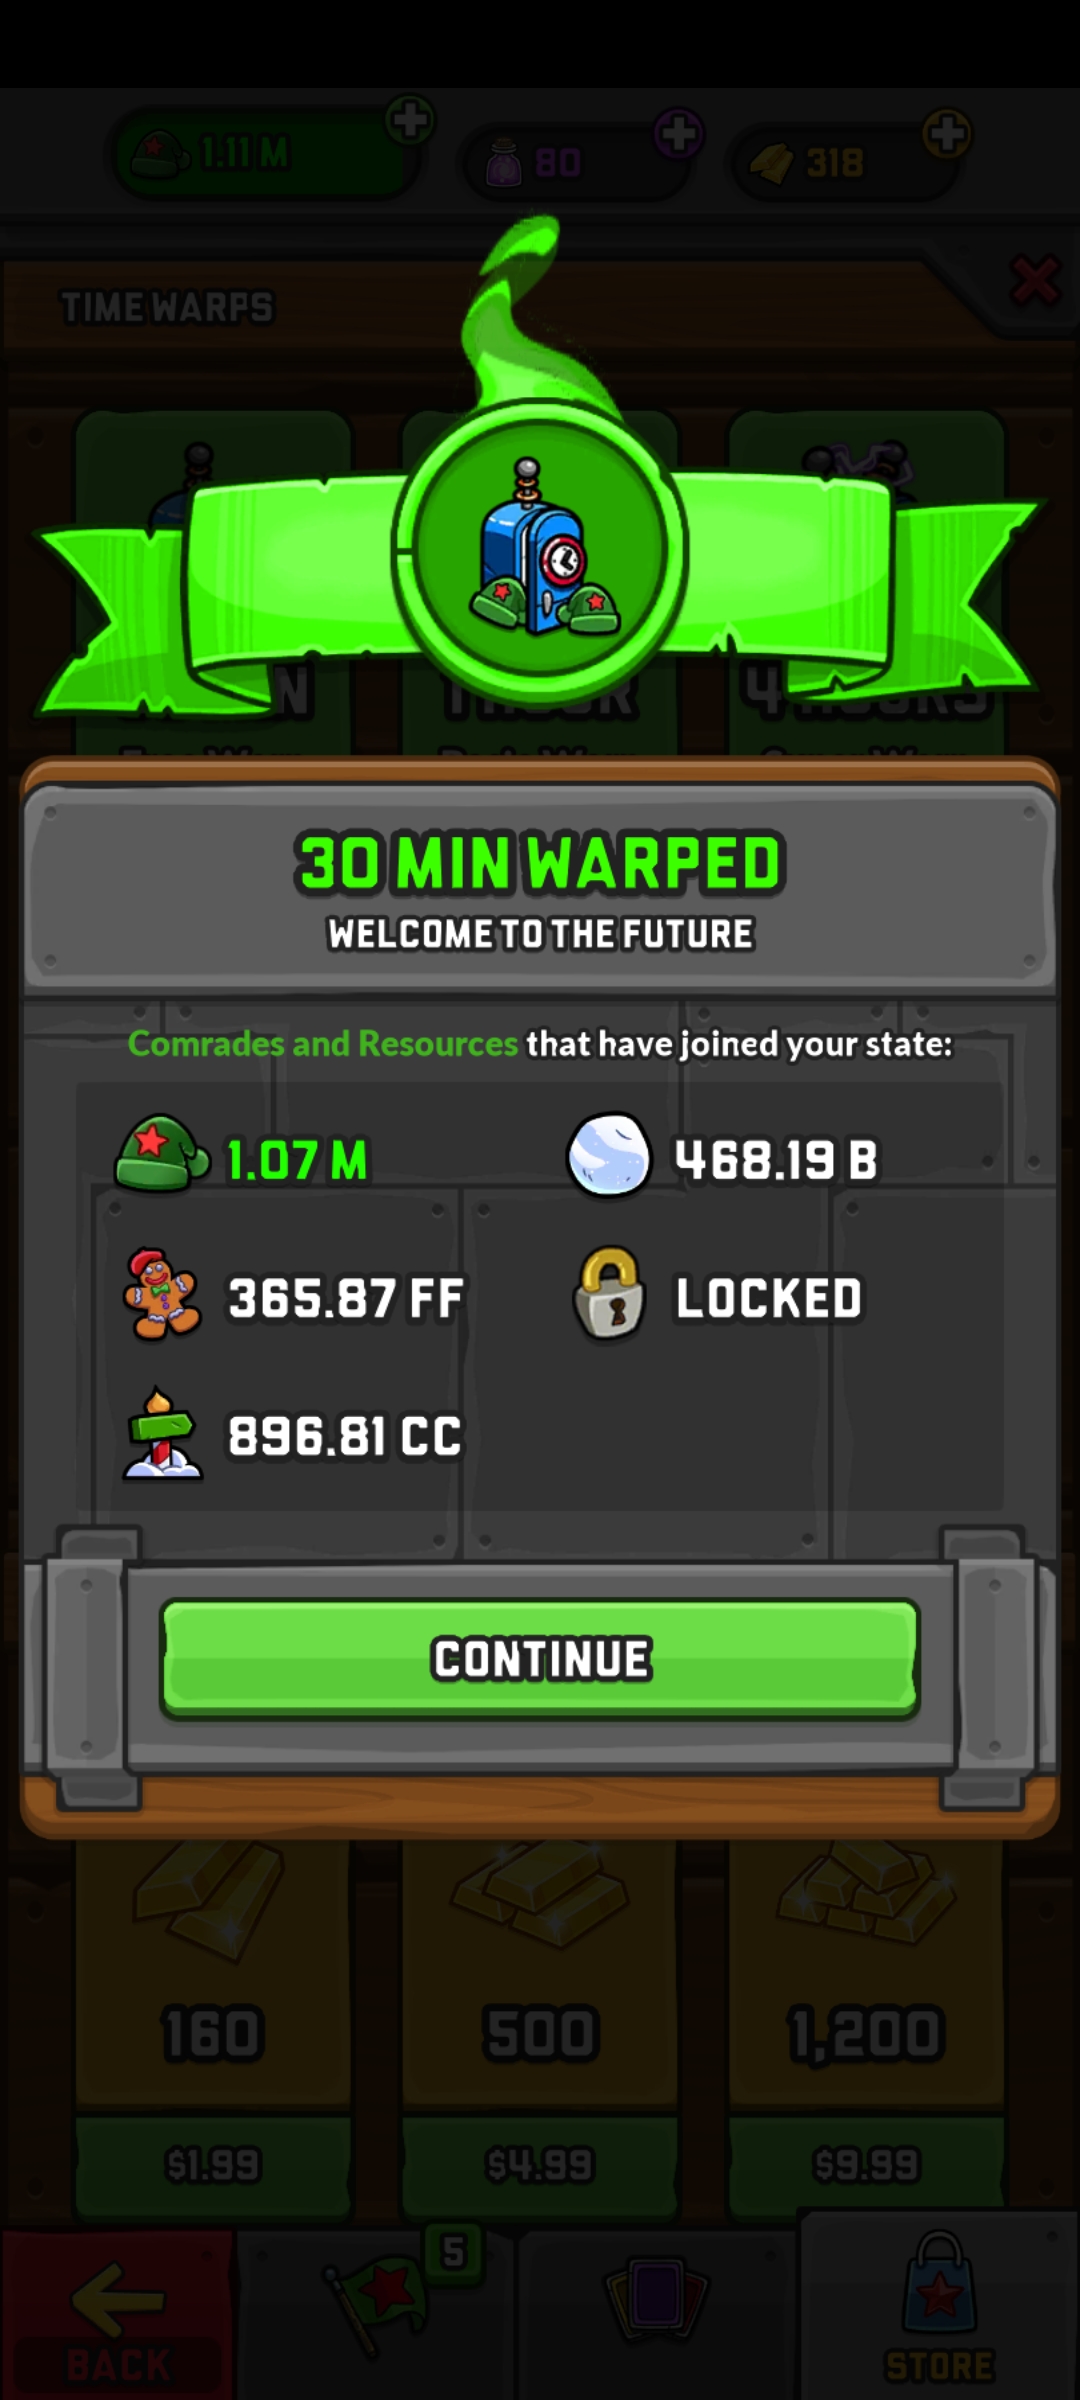 1.11 M
80
318
TIME WARPS
30 MIN WARPED
WELCOME TO THE FUTURE
Comrades and Resources that have joined your state:
1.07 M
468.19 B
365.87 FF
LOCKED
896.81 CC
CONTINUE
160
500
1,200
$1.99
$4.99
$9.99
5
BACK
STORE